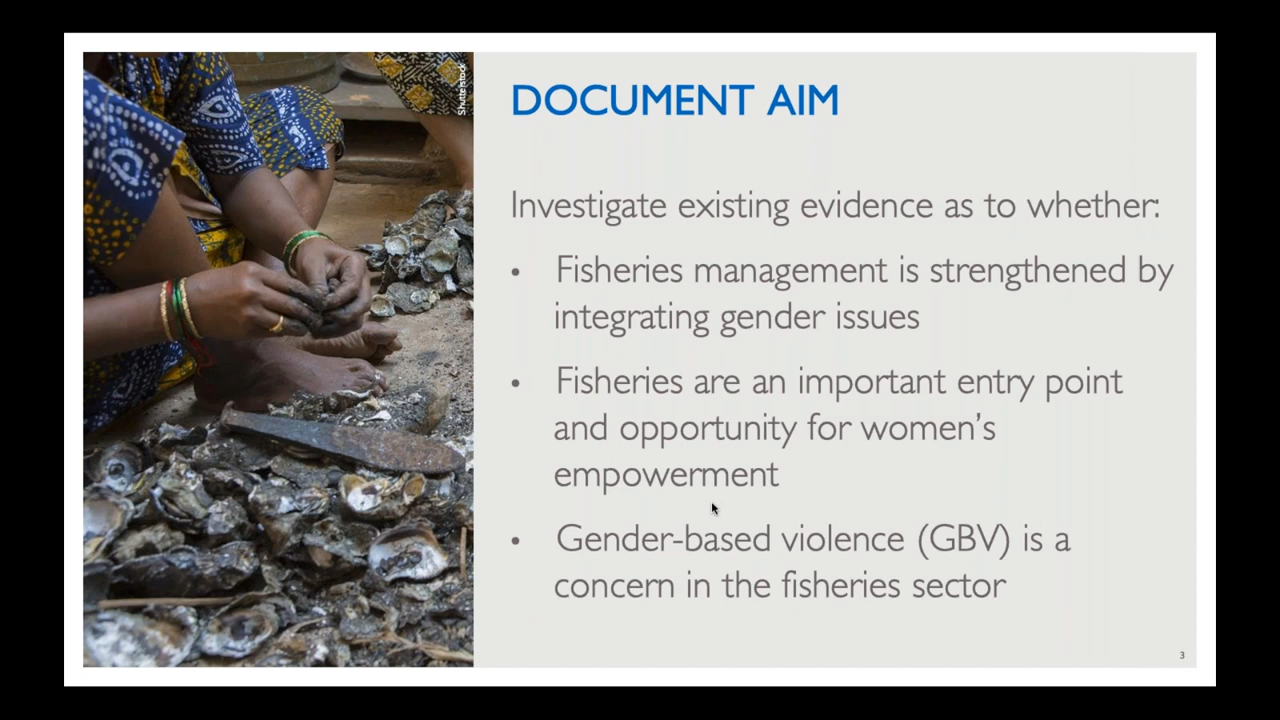 Shutterstock
DOCUMENT AIM
Investigate existing evidence as to whether:
• Fisheries management is strengthened by
integrating gender issues
• Fisheries are an important entry point
and opportunity for women’s
empowerment
• Gender-based violence (GBV) is a
concern in the fisheries sector
3